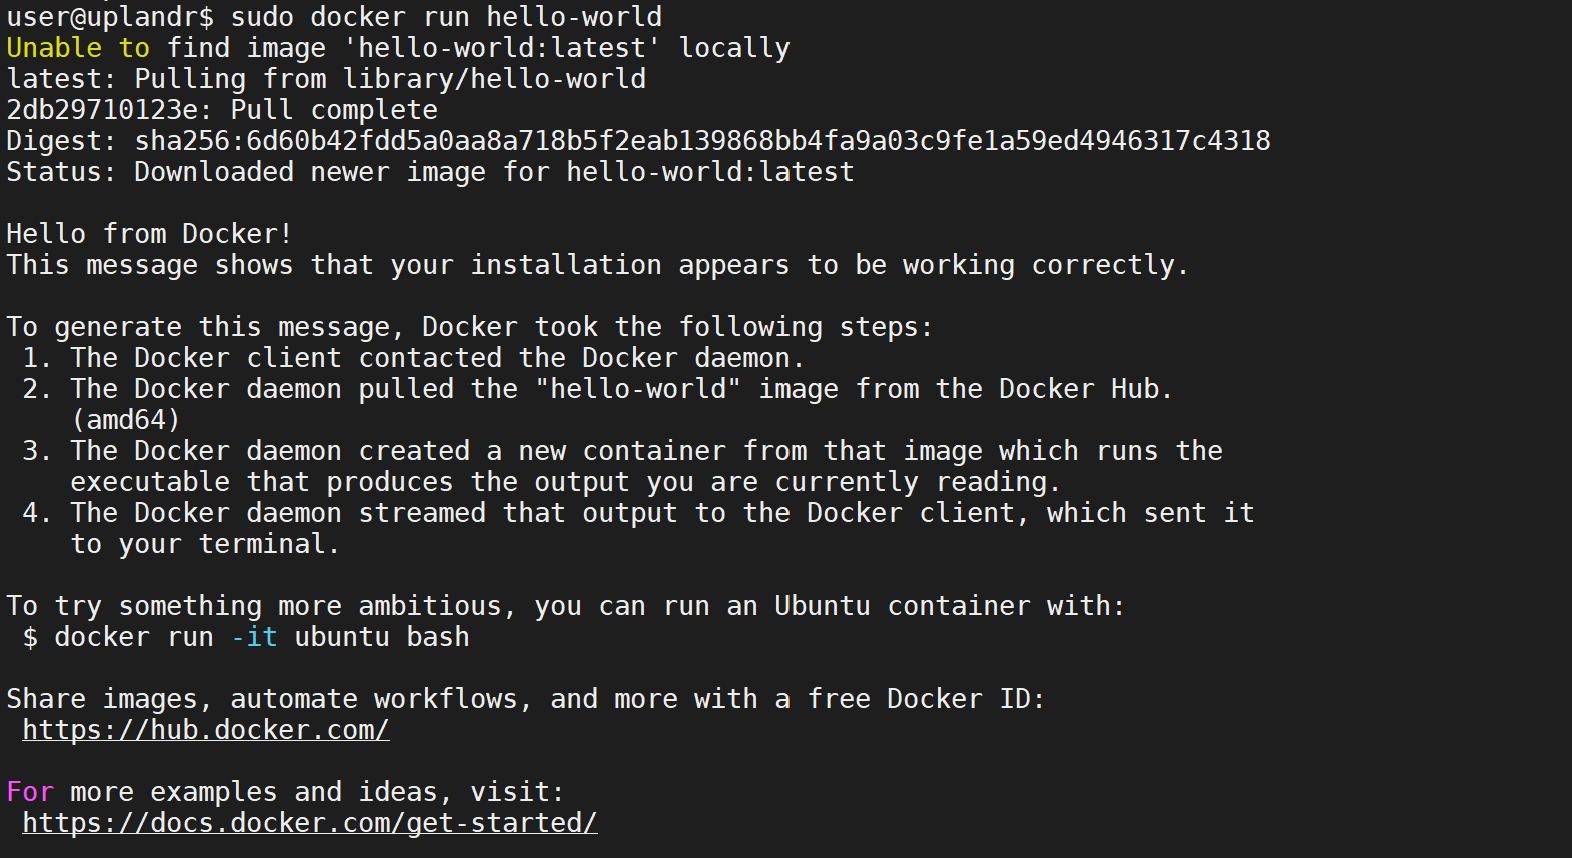 user@uplandr$ sudo docker run hello-world
Unable to find image 'hello-world:latest' locally
latest: Pulling from library/hello-world
2db29710123e: Pull complete
Digest: sha256:6d60b42fdd5a0aa8a718b5f2eab139868bb4fa9a03c9fe1a59ed4946317c4318
Status: Downloaded newer image for hello-world:latest

Hello from Docker!
This message shows that your installation appears to be working correctly.

To generate this message, Docker took the following steps:
 1. The Docker client contacted the Docker daemon.
 2. The Docker daemon pulled the "hello-world" image from the Docker Hub.
    (amd64)
 3. The Docker daemon created a new container from that image which runs the
    executable that produces the output you are currently reading.
 4. The Docker daemon streamed that output to the Docker client, which sent it
    to your terminal.

To try something more ambitious, you can run an Ubuntu container with:
 $ docker run -it ubuntu bash

Share images, automate workflows, and more with a free Docker ID:
 https://hub.docker.com/

For more examples and ideas, visit:
 https://docs.docker.com/get-started/